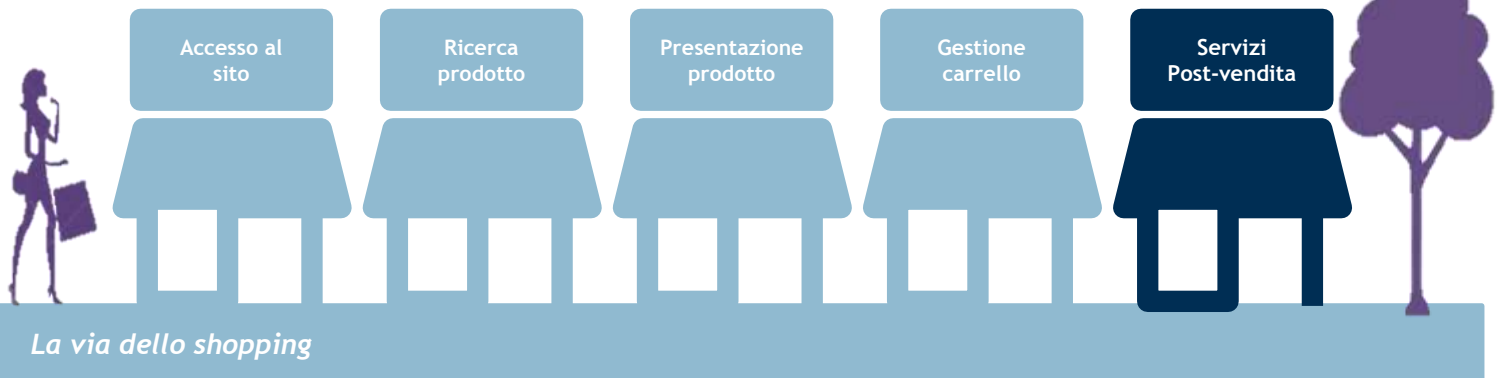 Accesso al
sito
Ricerca
prodotto
Presentazione
prodotto
Gestione
carrello
Servizi
Post-vendita
La via dello shopping